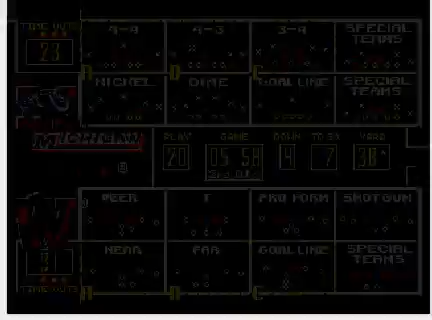 TIME OUTS
23
4-4
4-3
3-4
SPECIAL TEAMS
NICKEL
DIME
GOAL LINE
SPECIAL TEAMS
MICHIGAN
PLAY
GAME
DOWN
TO GO
YARD
20
05 58
4
7
38
VEER
T
PRO FORM
SHOTGUN
NEAR
FAR
GOAL LINE
SPECIAL TEAMS
TIME OUTS